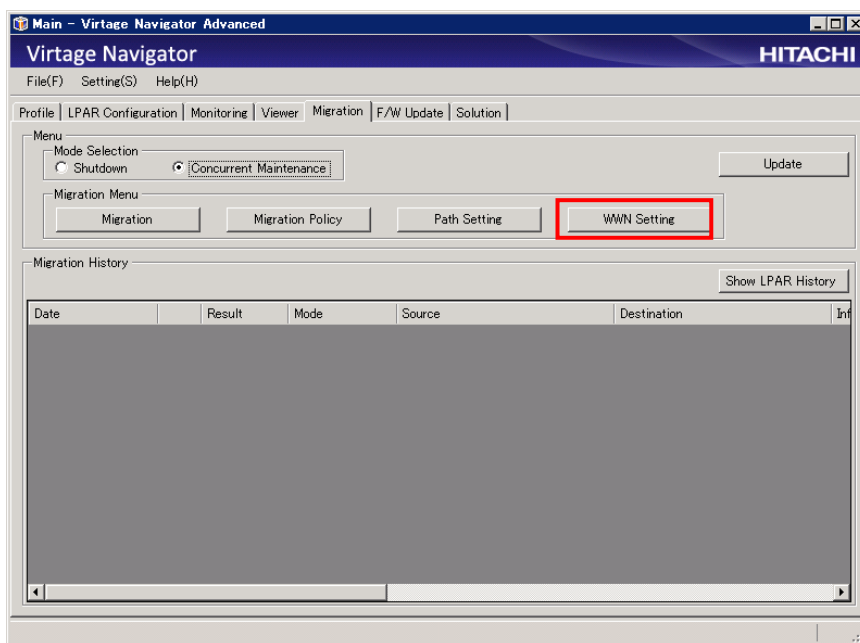 Main - Virtage Navigator Advanced
Virtage Navigator
HITACHI
File(F) Setting(S) Help(H)
Profile LPAR Configuration Monitoring Viewer Migration F/W Update Solution
Menu
Mode Selection
Shutdown Concurrent Maintenance
Update
Migration Menu
Migration Migration Policy Path Setting WWN Setting
Migration History
Show LPAR History
Date Result Mode Source Destination Inf